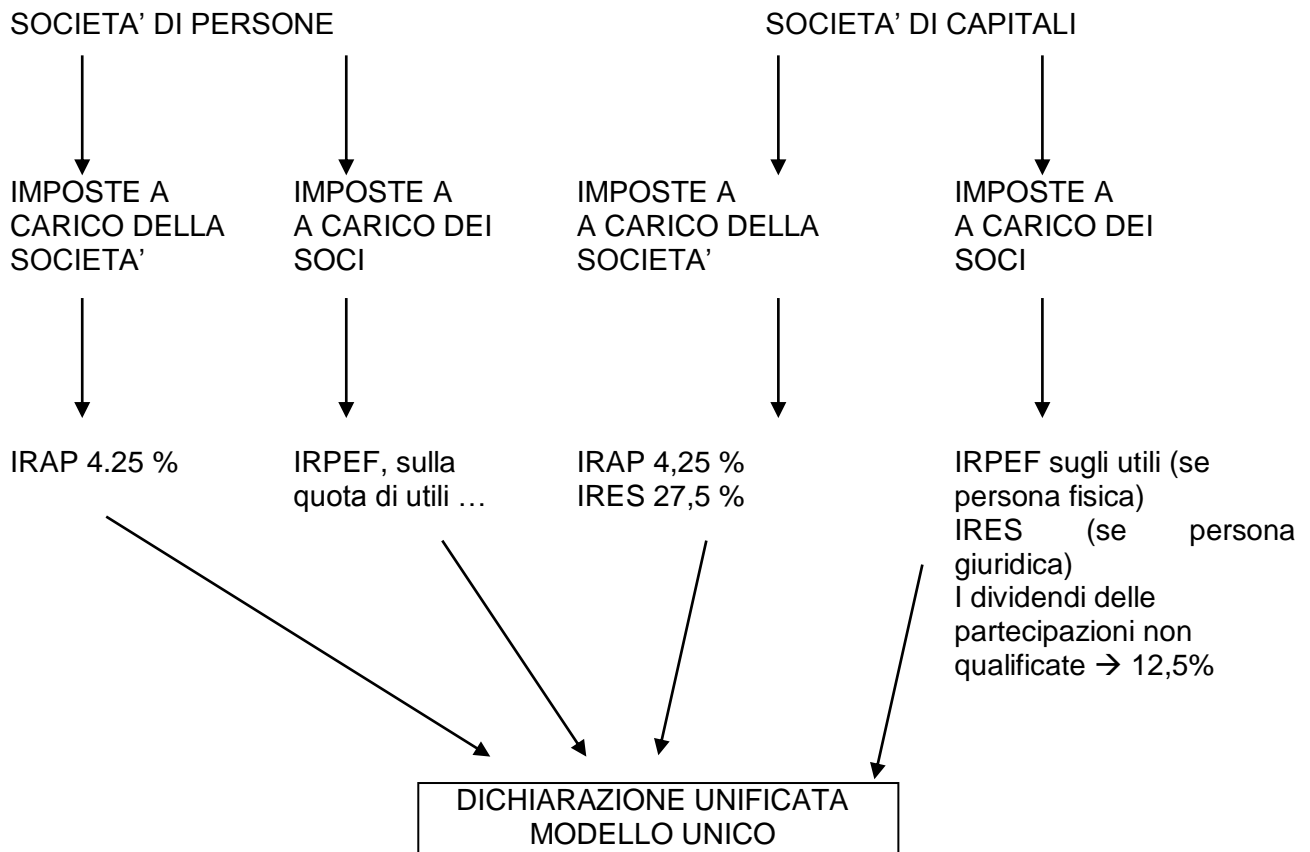 SOCIETA’ DI PERSONE
SOCIETA’ DI CAPITALI
IMPOSTE A
CARICO DELLA
SOCIETA’
IMPOSTE A
A CARICO DEI
SOCI
IMPOSTE A
A CARICO DELLA
SOCIETA’
IMPOSTE A
A CARICO DEI
SOCI
IRAP 4.25 %
IRPEF, sulla
quota di utili …
IRAP 4,25 %
IRES 27,5 %
IRPEF sugli utili (se
persona fisica)
IRES (se persona
giuridica)
I dividendi delle
partecipazioni non
qualificate → 12,5%
DICHIARAZIONE UNIFICATA
MODELLO UNICO